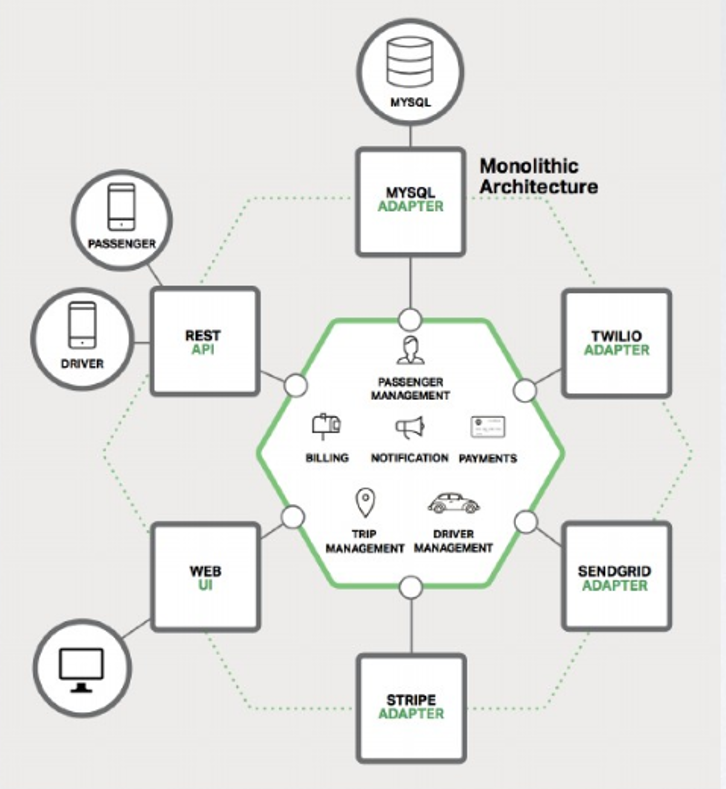 MYSQL
MYSQL
ADAPTER
Monolithic
Architecture
PASSENGER
DRIVER
REST
API
TWILIO
ADAPTER
PASSENGER
MANAGEMENT
BILLING
NOTIFICATION
PAYMENTS
TRIP
MANAGEMENT
DRIVER
MANAGEMENT
WEB
UI
SENDGRID
ADAPTER
STRIPE
ADAPTER